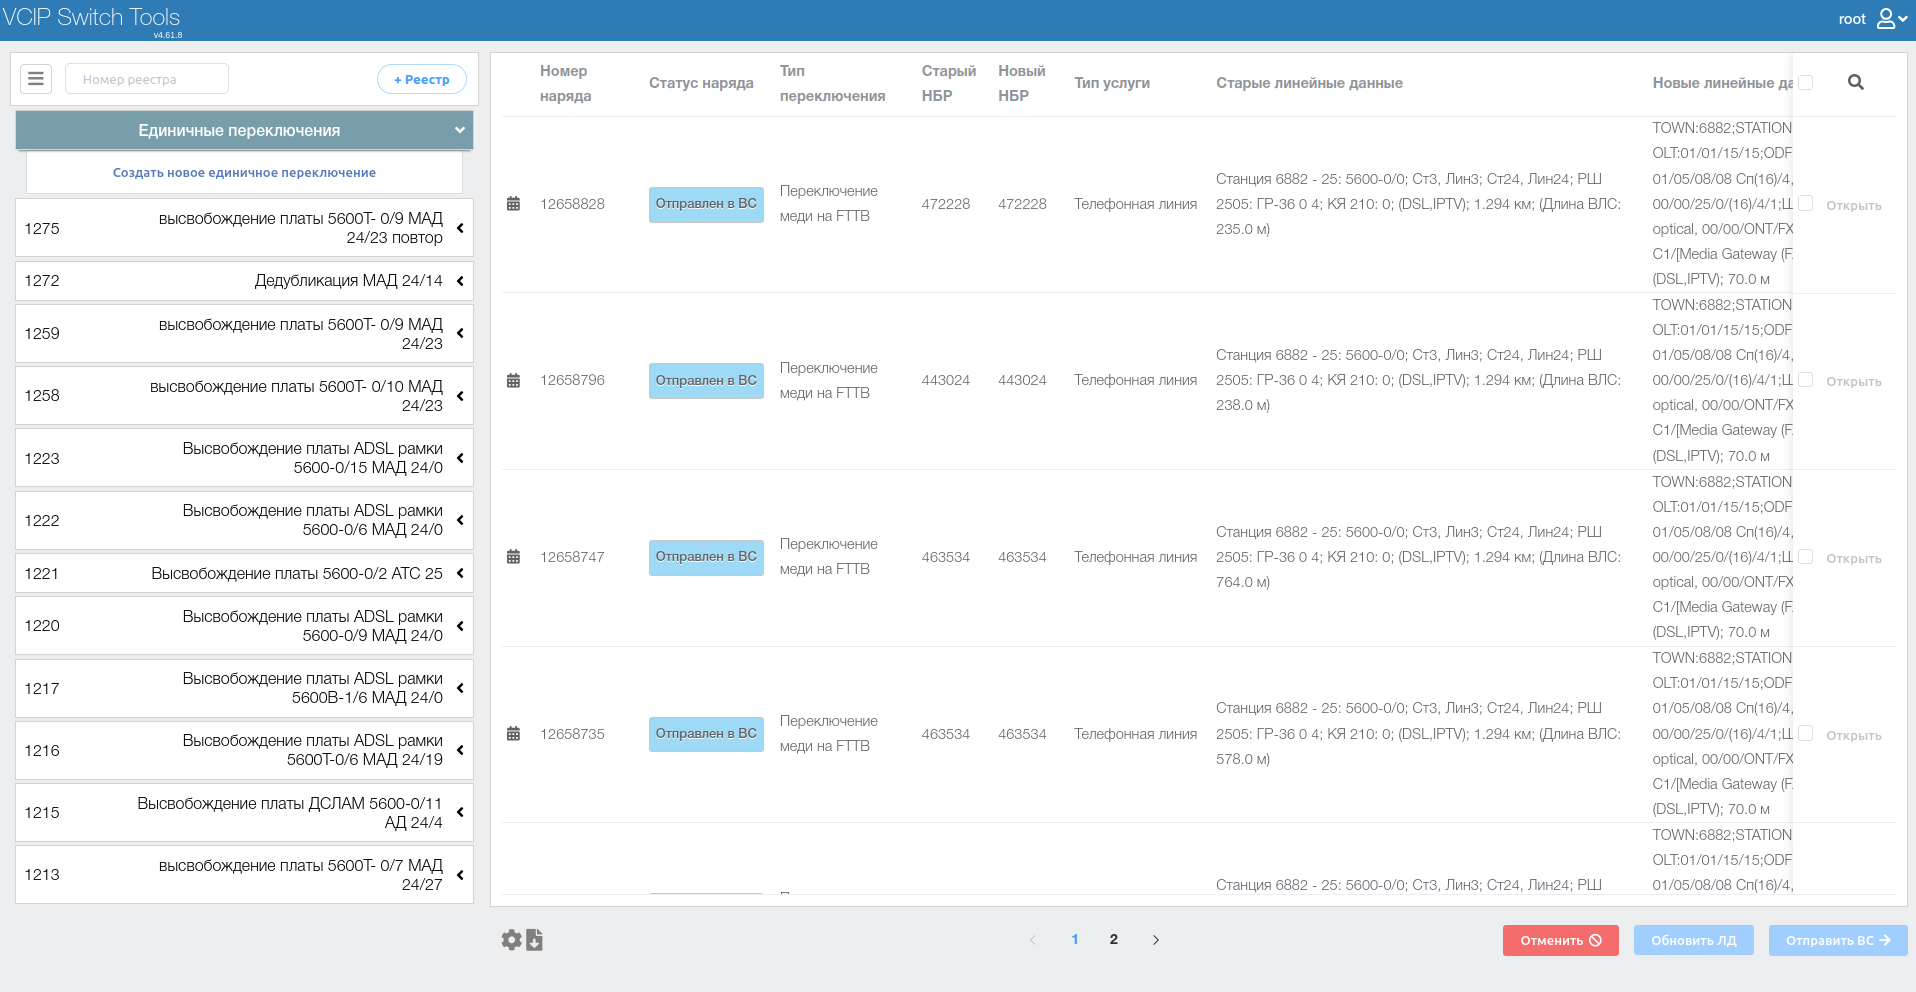 VCIP Switch Tools
v4.61.8
root
Номер реестра
+ Реестр
Единичные переключения
Создать новое единичное переключение
1275
высвобождение платы 5600Т- 0/9 МАД
24/23 повтор
1272
Дедубликация МАД 24/14
1259
высвобождение платы 5600Т- 0/9 МАД
24/23
1258
высвобождение платы 5600Т- 0/10 МАД
24/23
1223
Высвобождение платы ADSL рамки
5600-0/15 МАД 24/0
1222
Высвобождение платы ADSL рамки
5600-0/6 МАД 24/0
1221
Высвобождение платы 5600-0/2 АТС 25
1220
Высвобождение платы ADSL рамки
5600-0/9 МАД 24/0
1217
Высвобождение платы ADSL рамки
5600В-1/6 МАД 24/0
1216
Высвобождение платы ADSL рамки
5600Т-0/6 МАД 24/19
1215
Высвобождение платы ДСЛАМ 5600-0/11
АД 24/4
1213
высвобождение платы 5600Т- 0/7 МАД
24/27
Номер
наряда
Статус наряда
Тип
переключения
Старый
НБР
Новый
НБР
Тип услуги
Старые линейные данные
Новые линейные да
12658828
Отправлен в ВС
Переключение
меди на FTTB
472228
472228
Телефонная линия
Станция 6882 - 25: 5600-0/0; Ст3, Лин3; Ст24, Лин24; РШ
2505: ГР-36 0 4; КЯ 210: 0; (DSL,IPTV); 1.294 км; (Длина ВЛС:
235.0 м)
TOWN:6882;STATION
OLT:01/01/15/15;ODF
01/05/08/08 Сп(16)/4,
00/00/25/0/(16)/4/1;Ш
optical, 00/00/ONT/FX
C1/[Media Gateway (F
(DSL,IPTV); 70.0 м
Открыть
12658796
Отправлен в ВС
Переключение
меди на FTTB
443024
443024
Телефонная линия
Станция 6882 - 25: 5600-0/0; Ст3, Лин3; Ст24, Лин24; РШ
2505: ГР-36 0 4; КЯ 210: 0; (DSL,IPTV); 1.294 км; (Длина ВЛС:
238.0 м)
TOWN:6882;STATION
OLT:01/01/15/15;ODF
01/05/08/08 Сп(16)/4,
00/00/25/0/(16)/4/1;Ш
optical, 00/00/ONT/FX
C1/[Media Gateway (F
(DSL,IPTV); 70.0 м
Открыть
12658747
Отправлен в ВС
Переключение
меди на FTTB
463534
463534
Телефонная линия
Станция 6882 - 25: 5600-0/0; Ст3, Лин3; Ст24, Лин24; РШ
2505: ГР-36 0 4; КЯ 210: 0; (DSL,IPTV); 1.294 км; (Длина ВЛС:
764.0 м)
TOWN:6882;STATION
OLT:01/01/15/15;ODF
01/05/08/08 Сп(16)/4,
00/00/25/0/(16)/4/1;Ш
optical, 00/00/ONT/FX
C1/[Media Gateway (F
(DSL,IPTV); 70.0 м
Открыть
12658735
Отправлен в ВС
Переключение
меди на FTTB
463534
463534
Телефонная линия
Станция 6882 - 25: 5600-0/0; Ст3, Лин3; Ст24, Лин24; РШ
2505: ГР-36 0 4; КЯ 210: 0; (DSL,IPTV); 1.294 км; (Длина ВЛС:
578.0 м)
TOWN:6882;STATION
OLT:01/01/15/15;ODF
01/05/08/08 Сп(16)/4,
00/00/25/0/(16)/4/1;Ш
optical, 00/00/ONT/FX
C1/[Media Gateway (F
(DSL,IPTV); 70.0 м
Открыть
Станция 6882 - 25: 5600-0/0; Ст3, Лин3; Ст24, Лин24; РШ
TOWN:6882;STATION
OLT:01/01/15/15;ODF
01/05/08/08 Сп(16)/4,
1
2
Отменить
Обновить ЛД
Отправить ВС